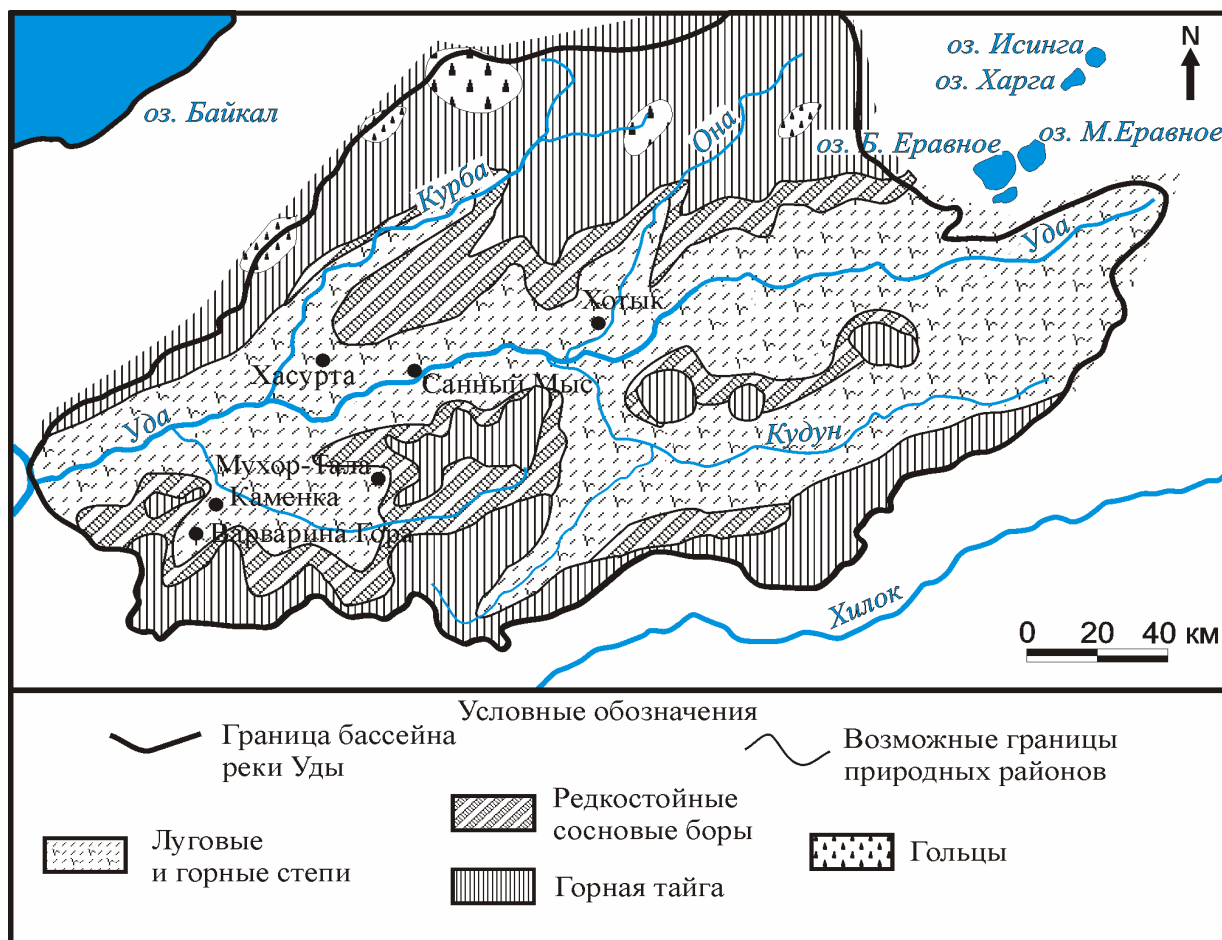 N
оз. Исинга
оз. Харга
оз. Байкал
оз. Б. Еравное
оз. М.Еравное
Она
Курба
Уда
Хотык
Хасурта
Санный Мыс
Уда
Кудун
Мухор-Тала
Каменка
Варварина Гора
Хилок
0 20 40 км
Условные обозначения
Граница бассейна
реки Уды
Возможные границы
природных районов
Луговые
и горные степи
Редкостойные
сосновые боры
Гольцы
Горная тайга